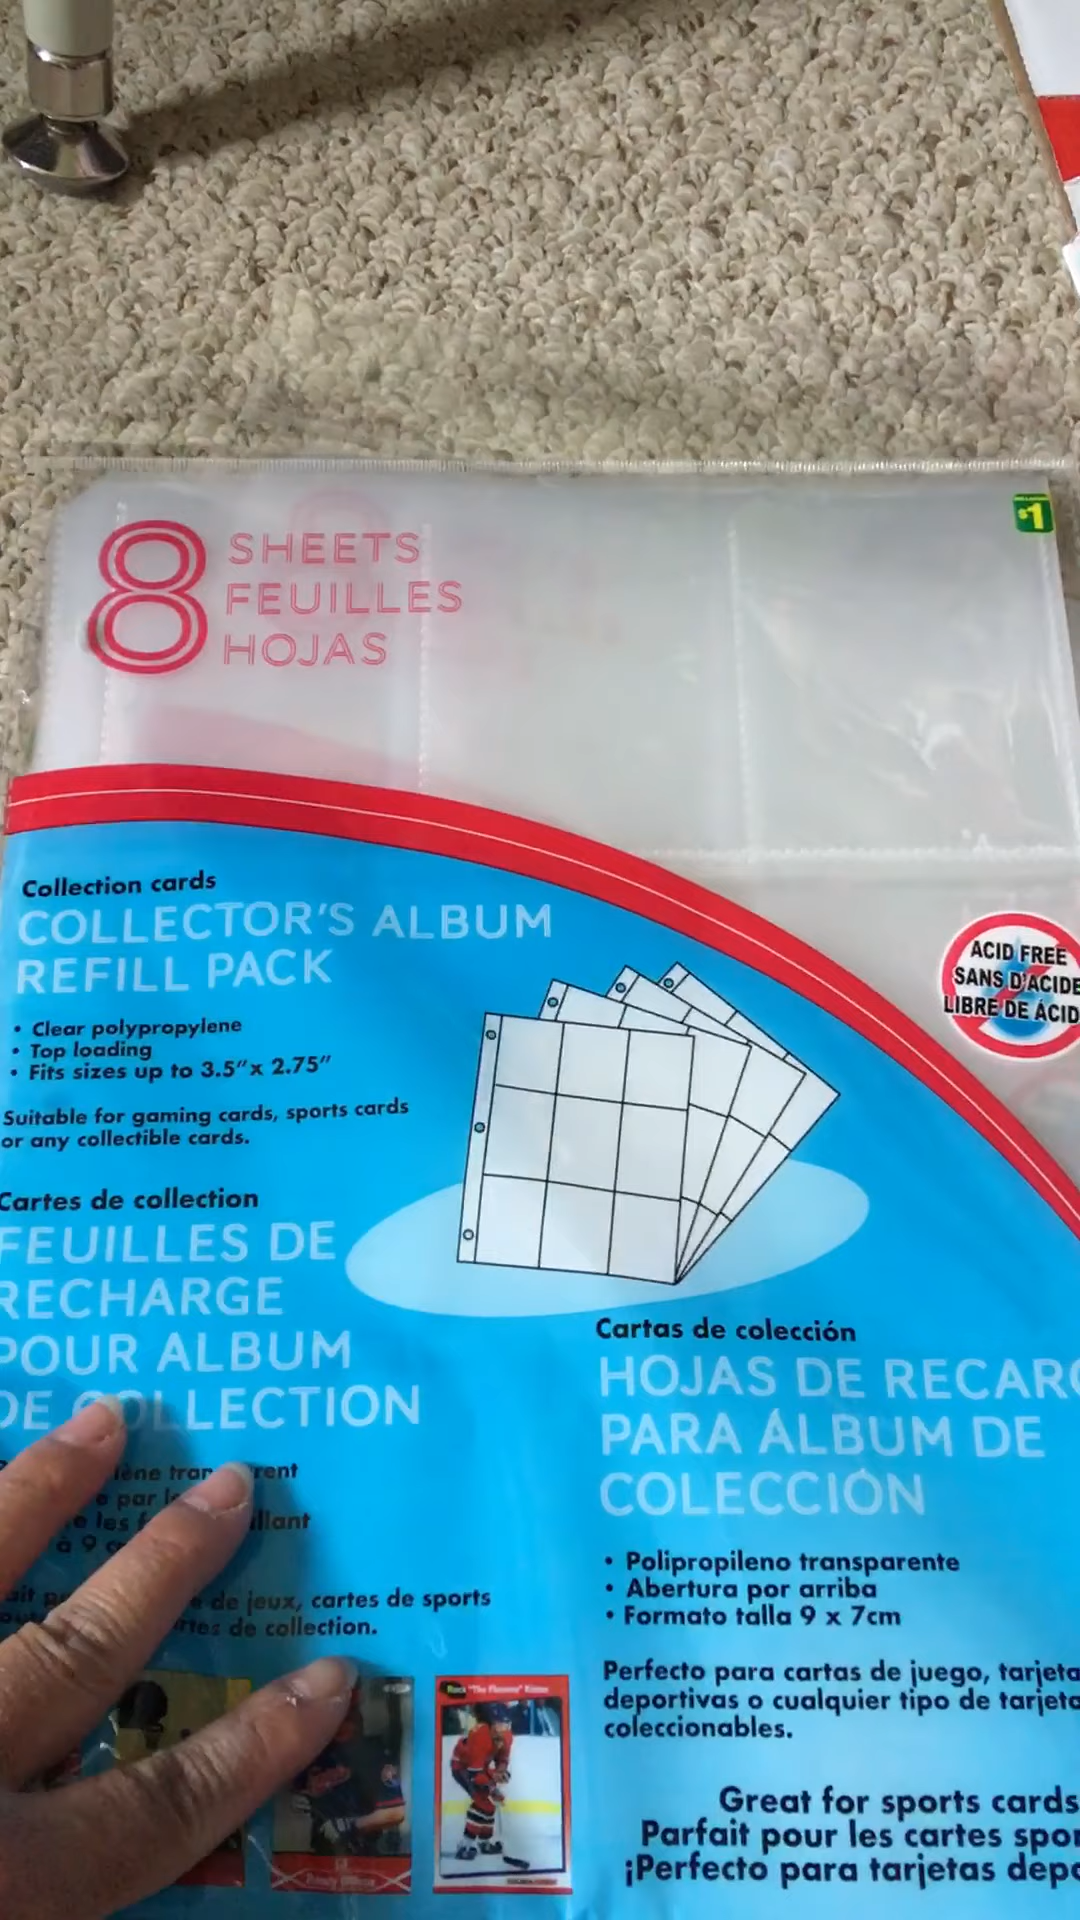 $1
8 SHEETS
FEUILLES
HOJAS
Collection cards
COLLECTOR'S ALBUM
REFILL PACK
• Clear polypropylene
• Top loading
• Fits sizes up to 3.5" x 2.75"
Suitable for gaming cards, sports cards
or any collectible cards.
ACID FREE
SANS D'ACIDE
LIBRE DE ÁCID
Cartes de collection
FEUILLES DE
RECHARGE
POUR ALBUM
DE COLLECTION
à 9
de jeux, cartes de sports
de collection.
Cartas de colección
HOJAS DE RECARG
PARA ÁLBUM DE
COLECCIÓN
• Polipropileno transparente
• Abertura por arriba
• Formato talla 9 x 7cm
Perfecto para cartas de juego, tarjeta
deportivas o cualquier tipo de tarjeta
coleccionables.
Great for sports cards
Parfait pour les cartes spor
¡Perfecto para tarjetas depo